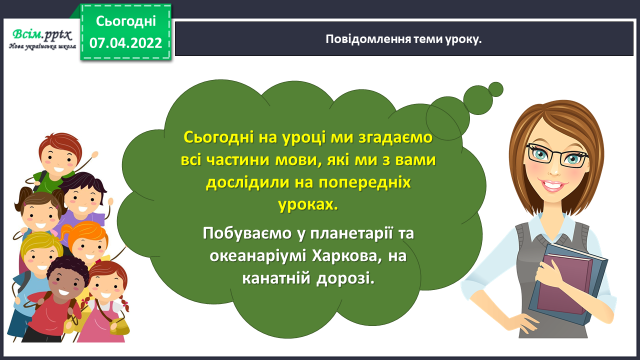 Всім.pptx
Нова українська школа
Сьогодні
07.04.2022
Повідомлення теми уроку.
Сьогодні на уроці ми згадаємо
всі частини мови, які ми з вами
дослідили на попередніх
уроках.
Побуваємо у планетарії та
океанаріумі Харкова, на
канатній дорозі.